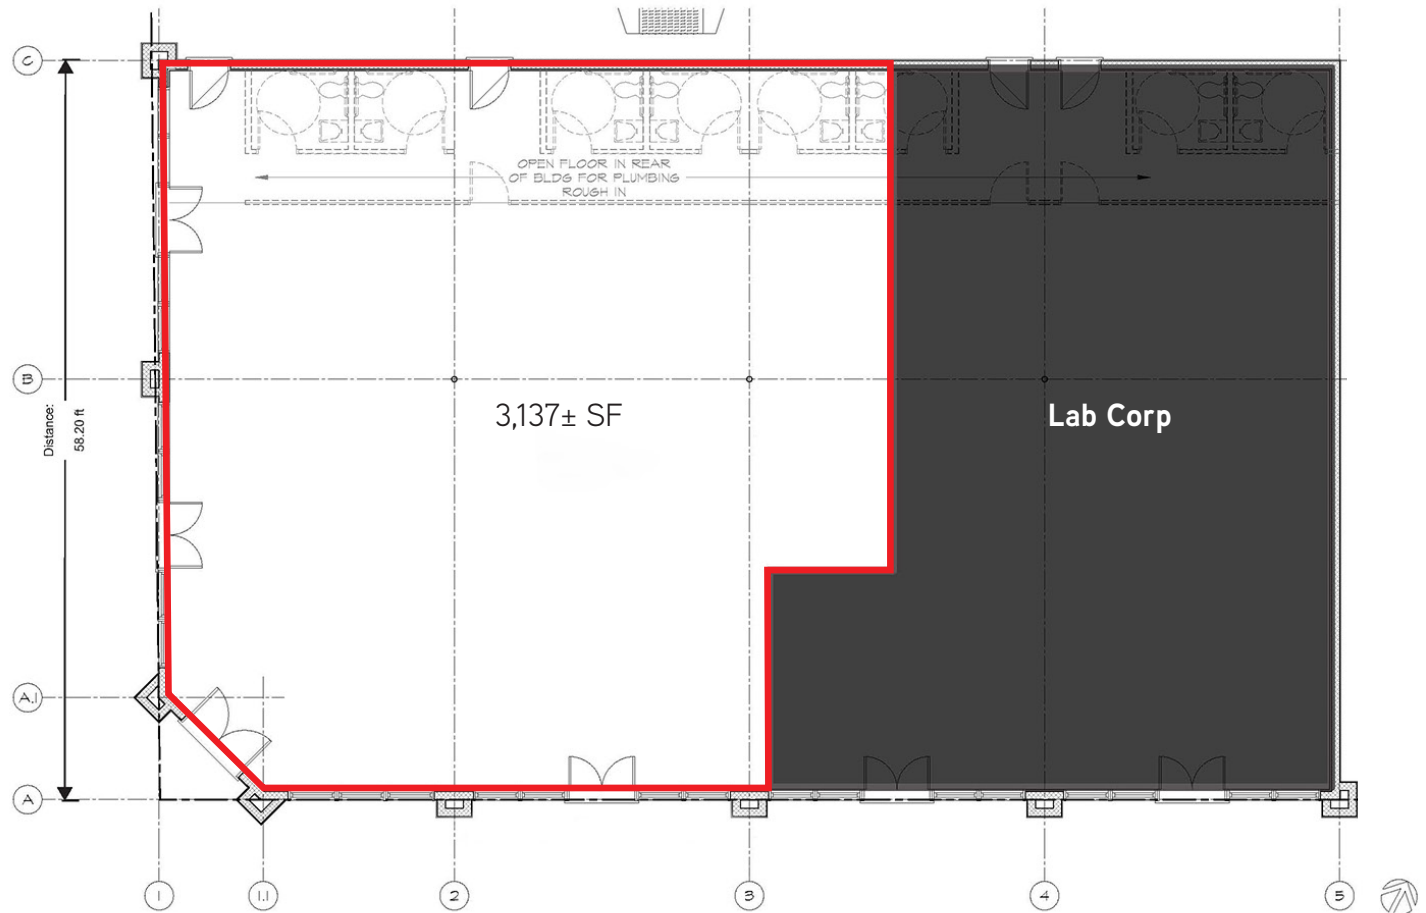 C
OPEN FLOOR IN REAR
OF BLDG FOR PLUMBING
ROUGH IN
B
Distance:
58.20 ft
3,137± SF
Lab Corp
A.1
A
1
1.1
2
3
4
5